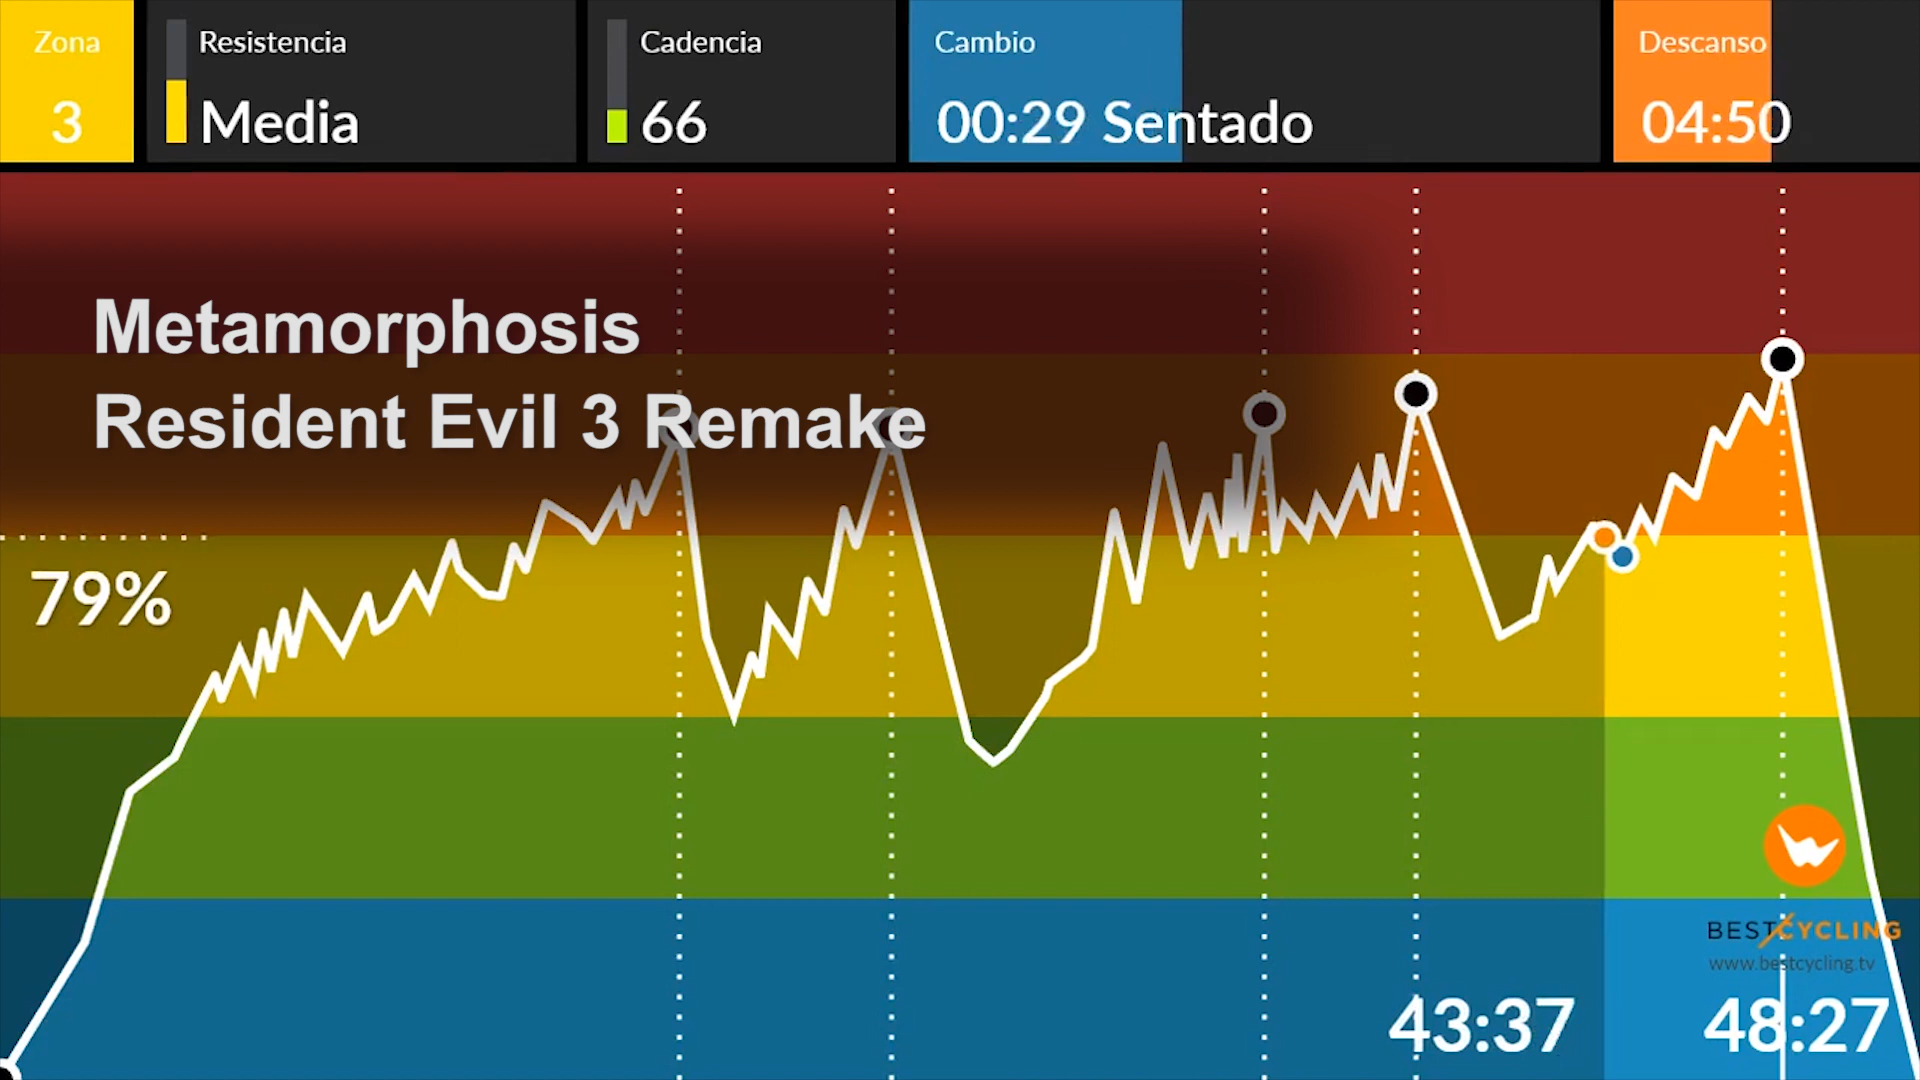 Zona
3
Resistencia
Media
Cadencia
66
Cambio
00:29 Sentado
Descanso
04:50
Metamorphosis
Resident Evil 3 Remake
79%
BESTCYCLING
www.bestcycling.tv
43:37
48:27